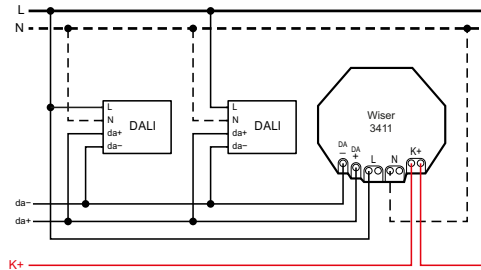 L
N
L
N
da+
da−
DALI
L
N
da+
da−
DALI
Wiser
3411
DA
−
DA
+
L
N
K+
da−
da+
K+